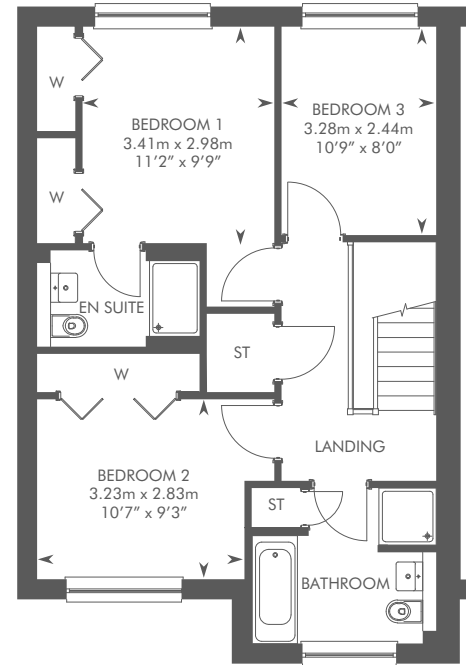 W
BEDROOM 1
3.41m x 2.98m
11’2” x 9’9”
BEDROOM 3
3.28m x 2.44m
10’9” x 8’0”
W
EN SUITE
ST
W
LANDING
BEDROOM 2
3.23m x 2.83m
10’7” x 9’3”
ST
BATHROOM